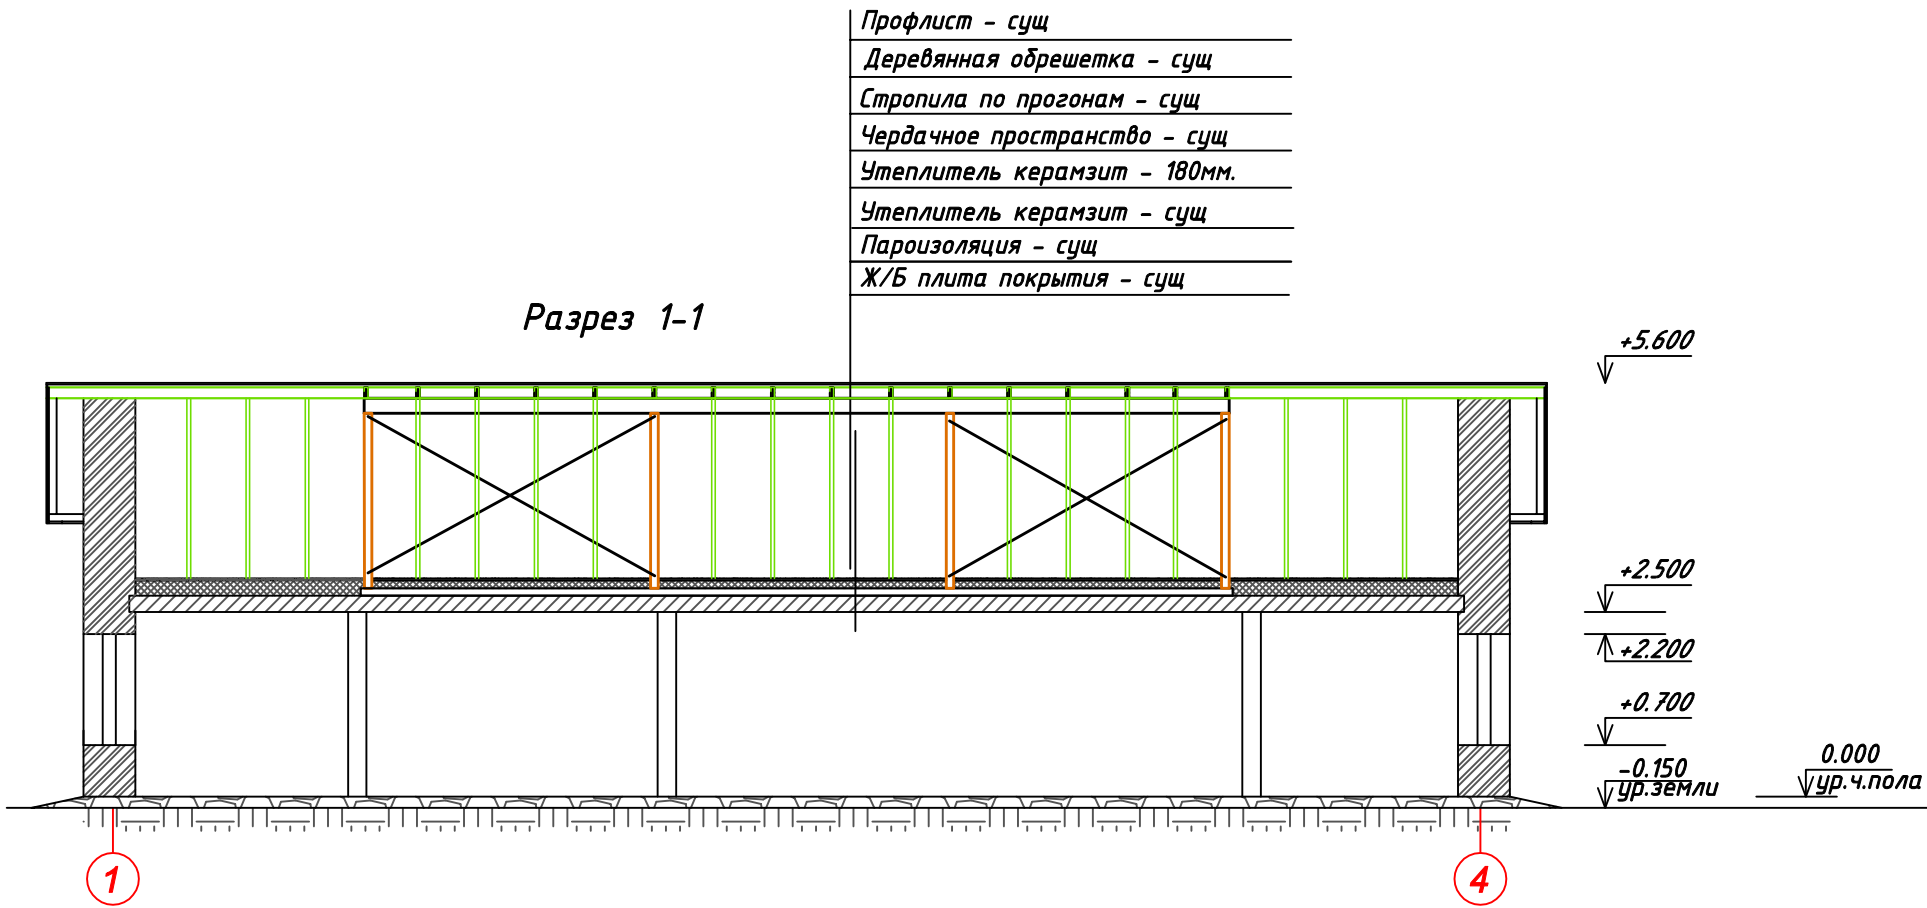 Профлист - сущ
Деревянная обрешетка - сущ
Стропила по прогонам - сущ
Чердачное пространство - сущ
Утеплитель керамзит - 180мм.
Утеплитель керамзит - сущ
Пароизоляция - сущ
Ж/Б плита покрытия - сущ
Разрез 1-1
+5.600
+2.500
+2.200
+0.700
-0.150
ур.земли
0.000
ур.ч.пола
1
4